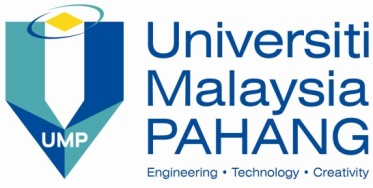 UMP
Universiti
Malaysia
PAHANG
Engineering • Technology • Creativity